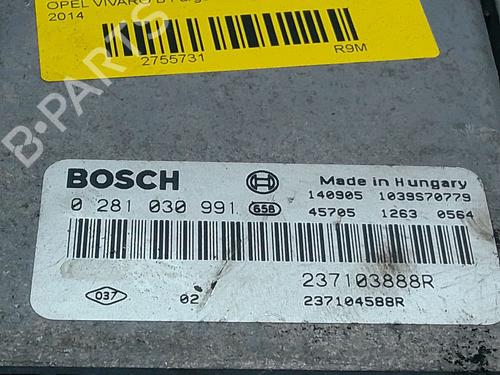 OPEL VIVARO B
2014
2755731
R9M
B-PARTS
BOSCH
Made in Hungary
0 281 030 991 658
140905 1039S70779
45705 1263 0564
237103888R
037 02 237104588R